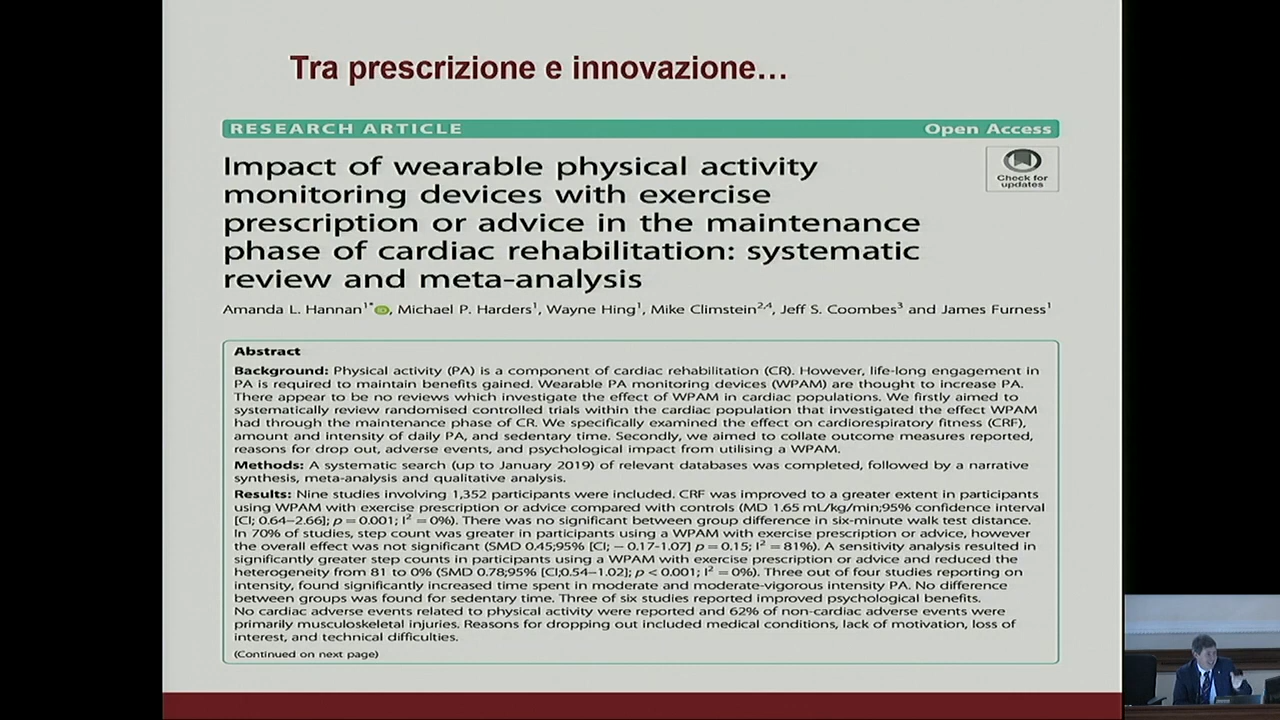 Tra prescrizione e innovazione…
RESEARCH ARTICLE
Open Access
Impact of wearable physical activity
monitoring devices with exercise
prescription or advice in the maintenance
phase of cardiac rehabilitation: systematic
review and meta-analysis
Check for
updates
Amanda L. Hannan1*, Michael P. Harders1, Wayne Hing1, Mike Climstein2,4, Jeff S. Coombes3 and James Furness1
Abstract
Background: Physical activity (PA) is a component of cardiac rehabilitation (CR). However, life-long engagement in
PA is required to maintain benefits gained. Wearable PA monitoring devices (WPAM) are thought to increase PA.
There appear to be no reviews which investigate the effect of WPAM in cardiac populations. We firstly aimed to
systematically review randomised controlled trials within the cardiac population that investigated the effect WPAM
had through the maintenance phase of CR. We specifically examined the effect on cardiorespiratory fitness (CRF),
amount and intensity of daily PA, and sedentary time. Secondly, we aimed to collate outcome measures reported,
reasons for drop out, adverse events, and psychological impact from utilising a WPAM.
Methods: A systematic search (up to January 2019) of relevant databases was completed, followed by a narrative
synthesis, meta-analysis and qualitative analysis.
Results: Nine studies involving 1,352 participants were included. CRF was improved to a greater extent in participants
using WPAM with exercise prescription or advice compared with controls (MD 1.65 mL/kg/min;95% confidence interval
[CI; 0.64–2.66]; p = 0.001; I2 = 0%). There was no significant between group difference in six-minute walk test distance.
In 70% of studies, step count was greater in participants using a WPAM with exercise prescription or advice, however
the overall effect was not significant (SMD 0.45;95% [CI; − 0.17-1.07] p = 0.15; I2 = 81%). A sensitivity analysis resulted in
significantly greater step counts in participants using a WPAM with exercise prescription or advice and reduced the
heterogeneity from 81 to 0% (SMD 0.78;95% [CI;0.54–1.02]; p < 0.001; I2 = 0%). Three out of four studies reporting on
intensity, found significantly increased time spent in moderate and moderate-vigorous intensity PA. No difference
between groups was found for sedentary time. Three of six studies reported improved psychological benefits.
No cardiac adverse events related to physical activity were reported and 62% of non-cardiac adverse events were
primarily musculoskeletal injuries. Reasons for dropping out included medical conditions, lack of motivation, loss of
interest, and technical difficulties.
(Continued on next page)